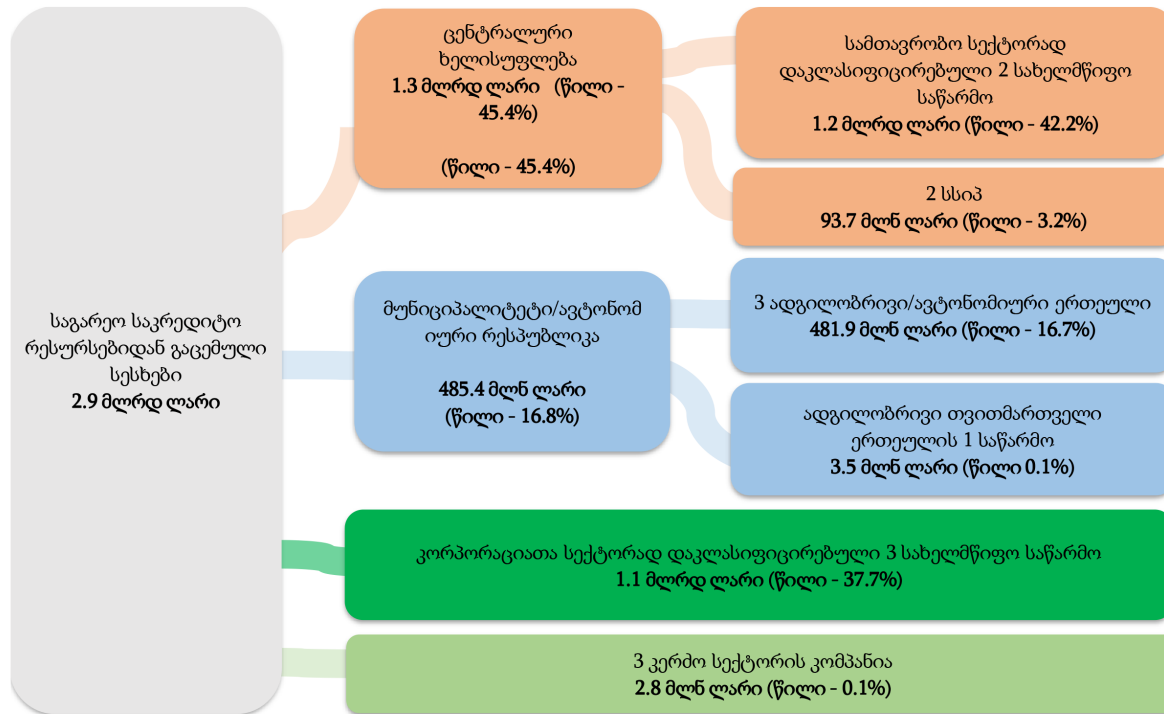 საგარეო საკრედიტო
რესურსებიდან გაცემული
სესხები
2.9 მლრდ ლარი
ცენტრალური
ხელისუფლება
1.3 მლრდ ლარი (წილი -
45.4%)
(წილი - 45.4%)
სამთავრობო სექტორად
დაკლასიფიცირებული 2 სახელმწიფო
საწარმო
1.2 მლრდ ლარი (წილი - 42.2%)
2 სსიპ
93.7 მლნ ლარი (წილი - 3.2%)
მუნიციპალიტეტი/ავტონომ
იური რესპუბლიკა
485.4 მლნ ლარი
(წილი - 16.8%)
3 ადგილობრივი/ავტონომიური ერთეული
481.9 მლნ ლარი (წილი - 16.7%)
ადგილობრივი თვითმართველი
ერთეულის 1 საწარმო
3.5 მლნ ლარი (წილი 0.1%)
კორპორაციათა სექტორად დაკლასიფიცირებული 3 სახელმწიფო საწარმო
1.1 მლრდ ლარი (წილი - 37.7%)
3 კერძო სექტორის კომპანია
2.8 მლნ ლარი (წილი - 0.1%)